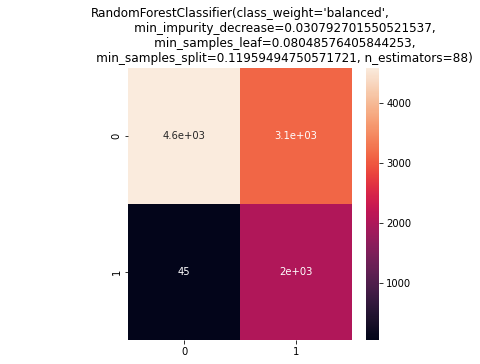 RandomForestClassifier(class_weight='balanced',
min_impurity_decrease=0.030792701550521537,
min_samples_leaf=0.08048576405844253,
min_samples_split=0.11959494750571721, n_estimators=88)
0
4.6e+03
3.1e+03
1
45
2e+03
0
1
4000
3000
2000
1000